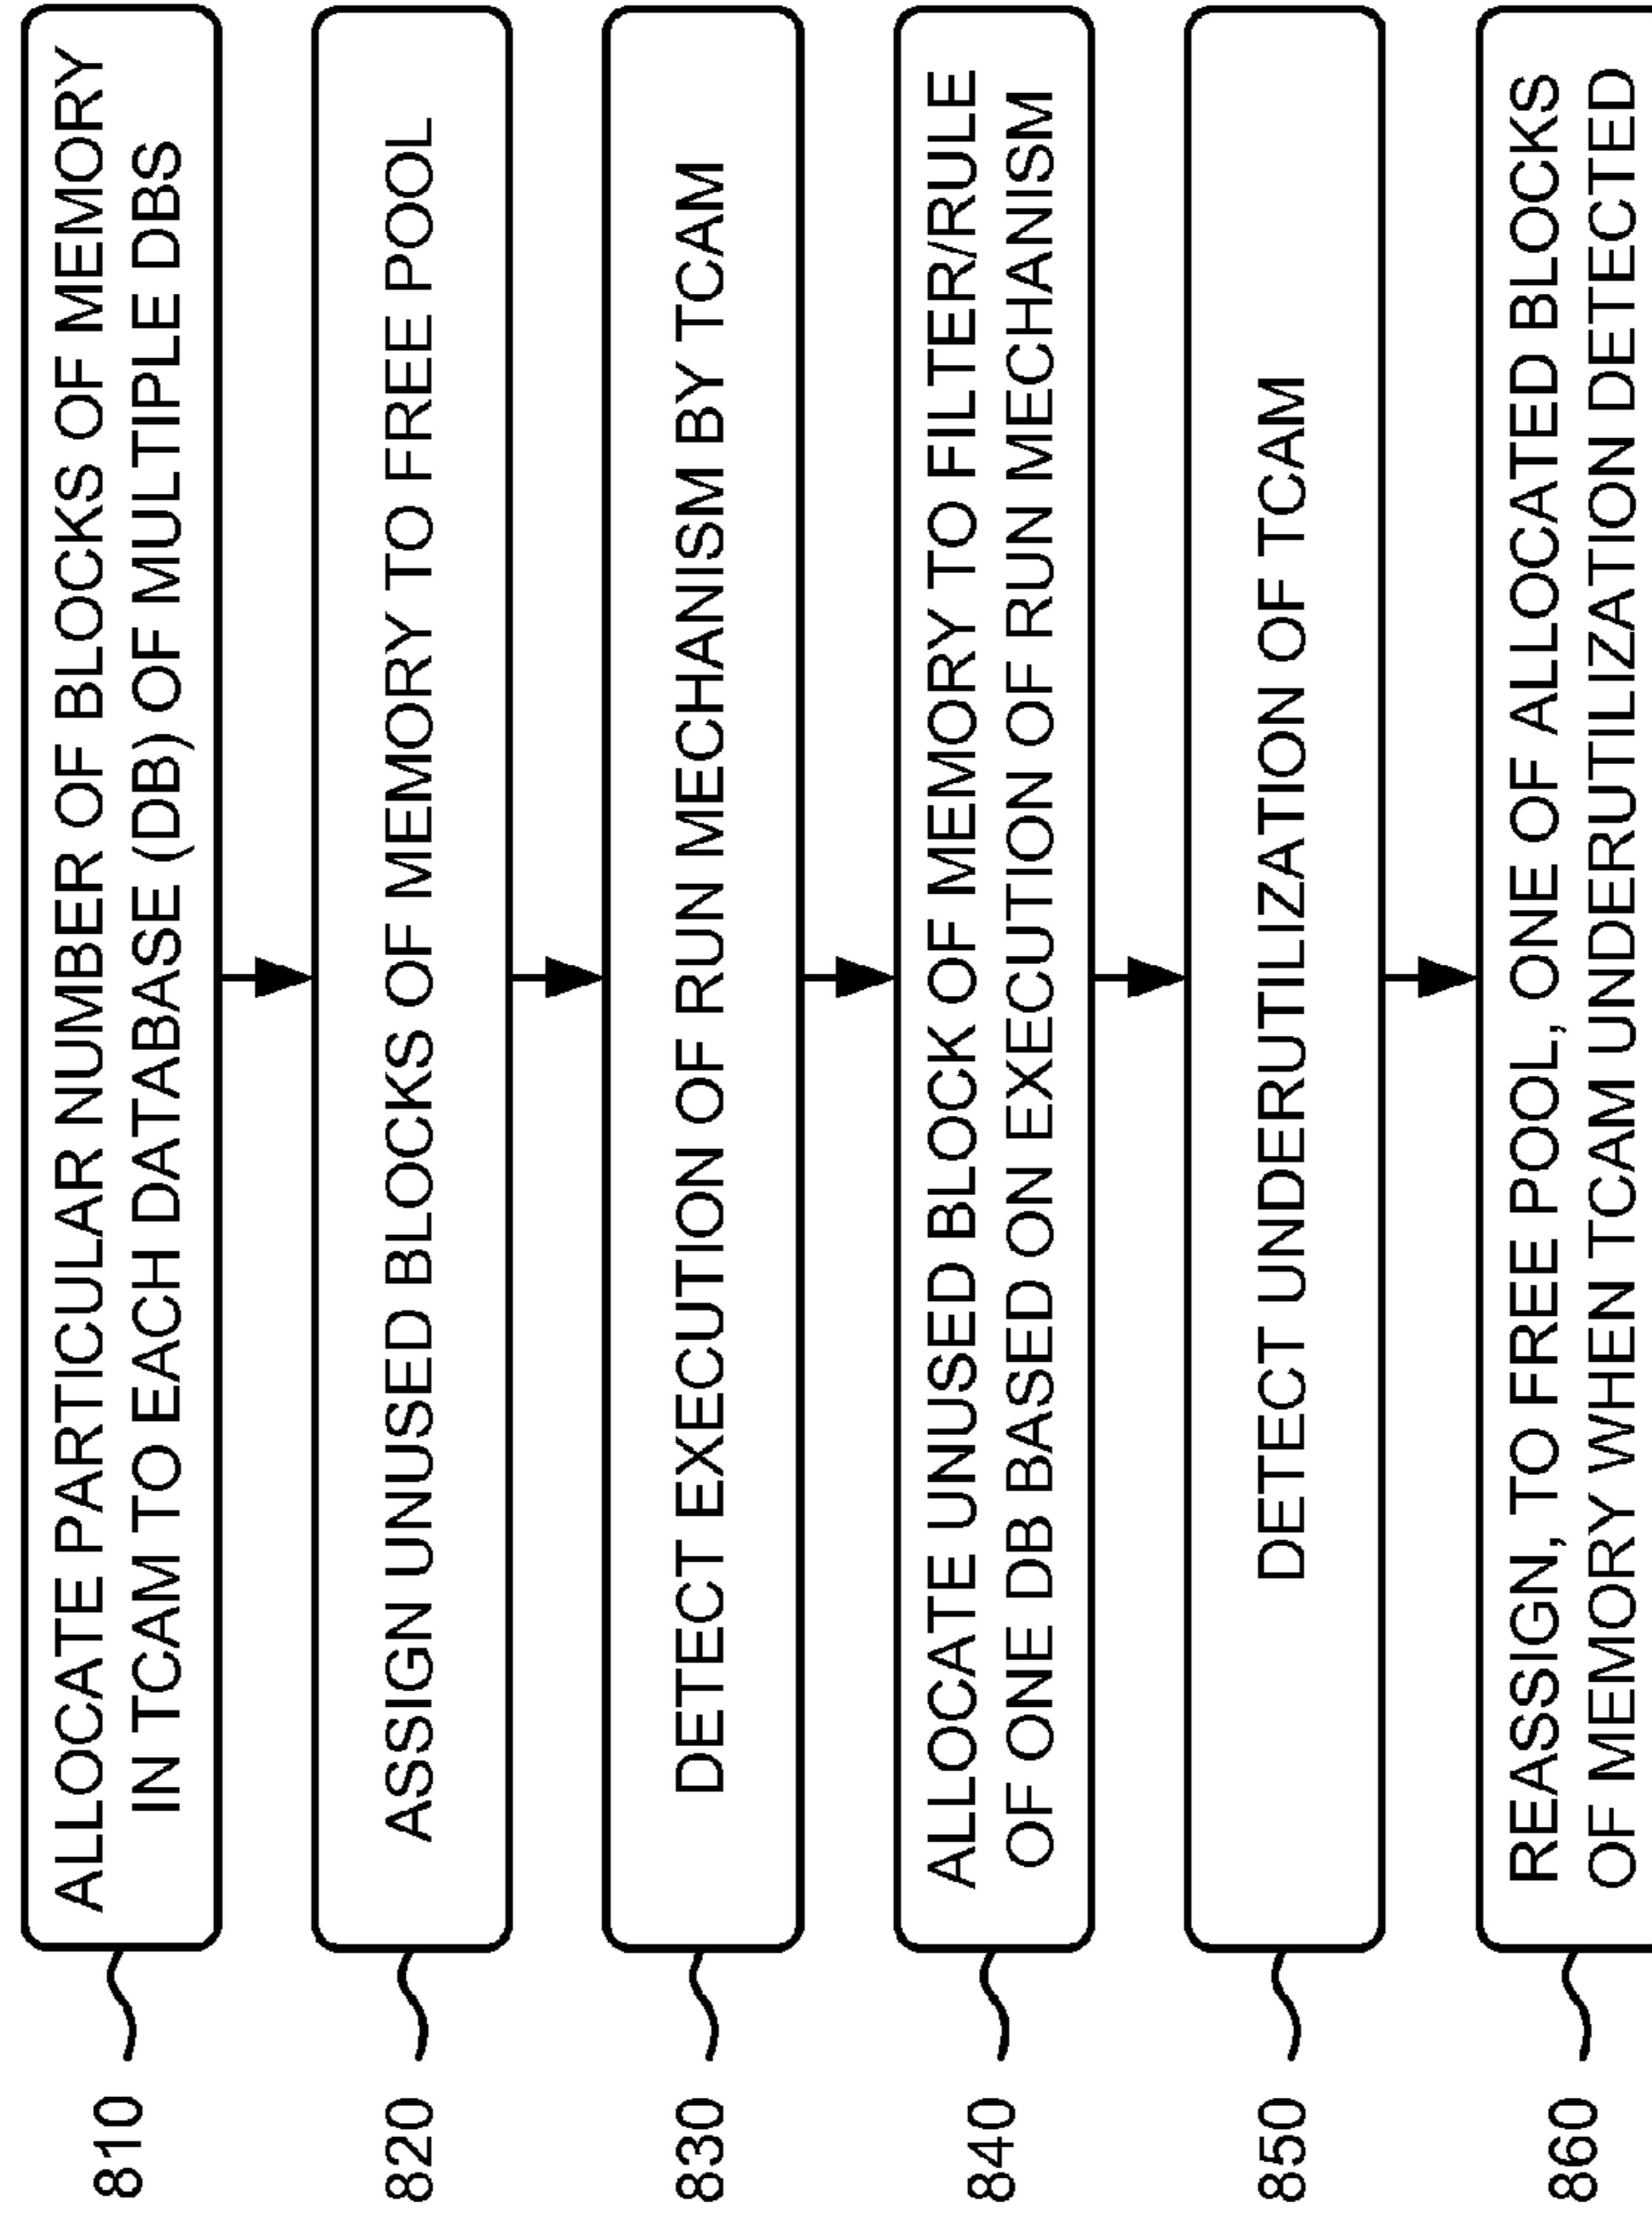 810
ALLOCATE PARTICULAR NUMBER OF BLOCKS OF MEMORY
IN TCAM TO EACH DATABASE (DB) OF MULTIPLE DBS
820
ASSIGN UNUSED BLOCKS OF MEMORY TO FREE POOL
830
DETECT EXECUTION OF RUN MECHANISM BY TCAM
840
ALLOCATE UNUSED BLOCK OF MEMORY TO FILTER/RULE
OF ONE DB BASED ON EXECUTION OF RUN MECHANISM
850
DETECT UNDERUTILIZATION OF TCAM
860
REASSIGN, TO FREE POOL, ONE OF ALLOCATED BLOCKS
OF MEMORY WHEN TCAM UNDERUTILIZATION DETECTED